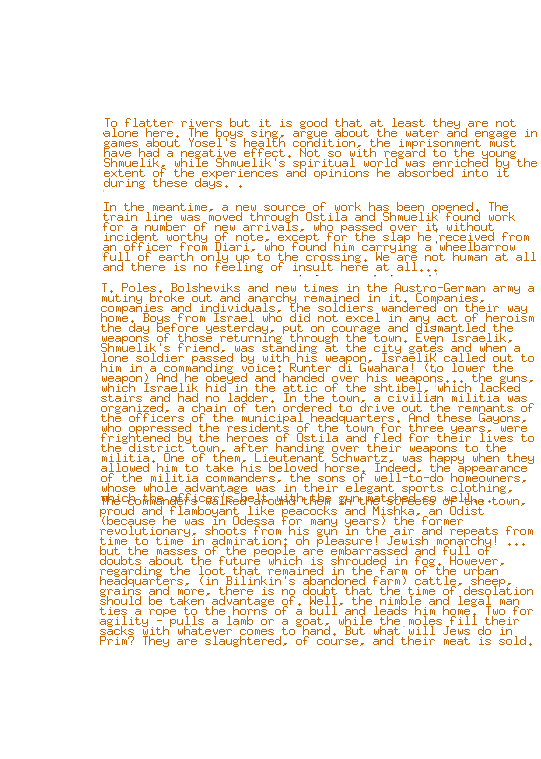 To flatter rivers but it is good that at least they are not
alone here. The boys sing, argue about the water and engage in
games about Yosel's health condition, the imprisonment must
have had a negative effect. Not so with regard to the young
Shmuelik, while Shmuelik's spiritual world was enriched by the
extent of the experiences and opinions he absorbed into it
during these days. .
In the meantime, a new source of work has been opened. The
train line was moved through Ostila and Shmuelik found work
for a number of new arrivals, who passed over it without
incident worthy of note, except for the slap he received from
an officer from Diari, who found him carrying a wheelbarrow
full of earth only up to the crossing. We are not human at all
and there is no feeling of insult here at all...
T. Poles. Bolsheviks and new times in the Austro-German army a
mutiny broke out and anarchy remained in it. Companies,
companies and individuals, the soldiers wandered on their way
home. Boys from Israel who did not excel in any act of heroism
the day before yesterday, put on courage and dismantled the
weapons of those returning through the town. Even Israelik,
Shmuelik's friend, was standing at the city gates and when a
lone soldier passed by with his weapon, Israelik called out to
him in a commanding voice: Runter di Gwahara! (to lower the
weapon) And he obeyed and handed over his weapons... the guns,
which Israelik hid in the attic of the shtibel, which lacked
stairs and had no ladder. In the town, a civilian militia was
organized, a chain of ten ordered to drive out the remnants of
the officers of the municipal headquarters. And these Gayons,
who oppressed the residents of the town for three years, were
frightened by the heroes of Ostila and fled for their lives to
the district town, after handing over their weapons to the
militia. One of them, Lieutenant Schwartz, was happy when they
allowed him to take his beloved horse. Indeed, the appearance
of the militia commanders, the sons of well-to-do homeowners,
whose whole advantage was in their elegant sports clothing,
which the officer's belt with the gun matched so well.
The commanders walked around them in the streets of the town,
proud and flamboyant like peacocks and Mishka, an Odist
(because he was in Odessa for many years) the former
revolutionary, shoots from his gun in the air and repeats from
time to time in admiration: oh pleasure! Jewish monarchy! ...
but the masses of the people are embarrassed and full of
doubts about the future which is shrouded in fog. However,
regarding the loot that remained in the farm of the urban
headquarters, (in Bilinkin's abandoned farm) cattle, sheep,
grains and more, there is no doubt that the time of desolation
should be taken advantage of. Well, the nimble and legal man
ties a rope to the horns of a bull and leads him home. Two for
agility - pulls a lamb or a goat, while the moles fill their
sacks with whatever comes to hand. But what will Jews do in
Prim? They are slaughtered, of course, and their meat is sold.